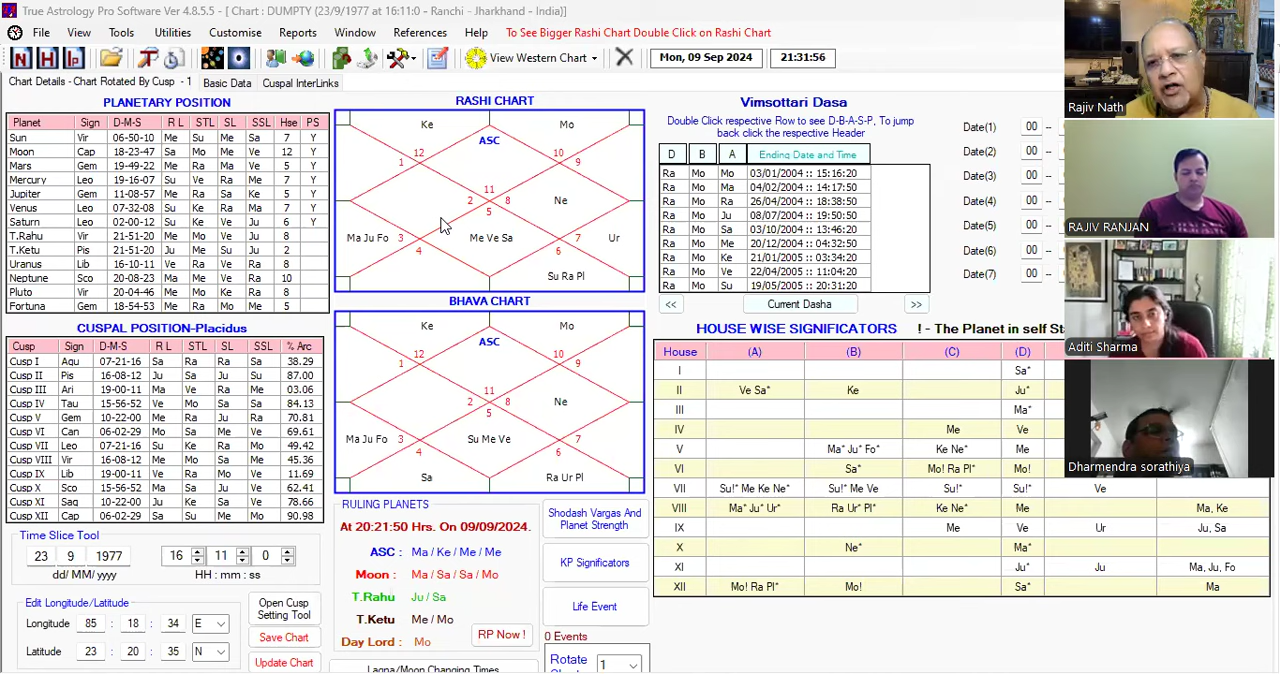 True Astrology Pro Software Ver 4.8.5.5 - [ Chart : DUMPTY (23/9/1977 at 16:11:0 - Ranchi - Jharkhand - India)]
File View Tools Utilities Customise Reports Window References Help To See Bigger Rashi Chart Double Click on Rashi Chart
N H Ip View Western Chart Mon, 09 Sep 2024 21:31:56
Chart Details - Chart Rotated By Cusp - 1 Basic Data Cuspal InterLinks
PLANETARY POSITION
Planet Sign D-M-S R L STL SL SSL Hse PS
Sun Vir 06-50-10 Me Su Me Sa 7 Y
Moon Cap 18-23-47 Sa Mo Me Ve 12 Y
Mars Gem 19-49-22 Me Ra Ma Ve 5 Y
Mercury Leo 19-16-07 Su Ve Ra Sa 7 Y
Jupiter Gem 11-08-57 Me Ra Sa Ke 5 Y
Venus Leo 07-32-08 Su Ke Ra Ma 7 Y
Saturn Leo 02-00-12 Su Ke Ve Ju 6 Y
T.Rahu Vir 21-51-20 Me Mo Ve Ju 8
T.Ketu Pis 21-51-20 Ju Me Su Ju 2
Uranus Lib 16-10-11 Ve Ra Ve Ra 8
Neptune Sco 20-08-23 Ma Me Ve Ra 10
Pluto Vir 20-04-46 Me Mo Ke Ra 8
Fortuna Gem 18-54-53 Me Ra Mo Me 5
CUSPAL POSITION-Placidus
Cusp Sign D-M-S R L STL SL SSL % Arc
Cusp I Aqu 07-21-16 Sa Ra Ra Sa 38.29
Cusp II Pis 16-08-12 Ju Sa Ju Su 87.00
Cusp III Ari 19-00-11 Ma Ve Ra Me 03.06
Cusp IV Tau 15-56-52 Ve Mo Sa Sa 84.13
Cusp V Gem 10-22-00 Me Ra Ju Ra 70.81
Cusp VI Can 06-02-29 Mo Sa Me Ve 69.61
Cusp VII Leo 07-21-16 Su Ke Ra Ra 49.42
Cusp VIII Vir 16-08-12 Me Mo Sa Me 45.36
Cusp IX Lib 19-00-11 Ve Ra Mo Ve 11.69
Cusp X Sco 15-56-52 Ma Sa Ju Ve 62.41
Cusp XI Sag 10-22-00 Ju Ke Sa Ve 78.66
Cusp XII Cap 06-02-29 Sa Su Me Mo 90.98
Time Slice Tool
23 9 1977 16 11 0
dd/ MM/ yyyy HH : mm : ss
Edit Longitude/Latitude
Longitude 85 : 18 : 34 E
Latitude 23 : 20 : 35 N
Open Cusp
Setting Tool
Save Chart
Update Chart
RASHI CHART
Ke Mo
ASC
12 10
1 9
11
2 8
5
Ne
Ma Ju Fo 3 Me Ve Sa 7 Ur
4 6
Su Ra Pl
BHAVA CHART
Ke Mo
ASC
12 10
1 9
11
2 8
5
Ne
Ma Ju Fo 3 Su Me Ve 7
4 6
Sa Ra Ur Pl
RULING PLANETS
At 20:21:50 Hrs. On 09/09/2024.
ASC : Ma / Ke / Me / Me
Moon : Ma / Sa / Sa / Mo
T.Rahu Ju / Sa
T.Ketu : Me / Mo
Day Lord : Mo
RP Now !
Lagna/Moon Changing Times
Shodash Vargas And
Planet Strength
KP Significators
Life Event
0 Events
Rotate 1
Vimsottari Dasa
Double Click respective Row to see D-B-A-S-P, To jump
back click the respective Header
D B A Ending Date and Time
Ra Mo Mo 03/01/2004 :: 15:16:20
Ra Mo Ma 04/02/2004 :: 14:17:50
Ra Mo Ra 26/04/2004 :: 18:38:50
Ra Mo Ju 08/07/2004 :: 19:50:50
Ra Mo Sa 03/10/2004 :: 13:46:20
Ra Mo Me 20/12/2004 :: 04:32:50
Ra Mo Ke 21/01/2005 :: 03:34:20
Ra Mo Ve 22/04/2005 :: 11:04:20
Ra Mo Su 19/05/2005 :: 20:31:20
<< Current Dasha >>
Date(1) 00 --
Date(2) 00 --
Date(3) 00 --
Date(4) 00 --
Date(5) 00 --
Date(6) 00 --
Date(7) 00 --
HOUSE WISE SIGNIFICATORS ! - The Planet in self
House (A) (B) (C) (D)
I Sa*
II Ve Sa* Ke Ju*
III Ma*
IV Me Ve
V Ma* Ju* Fo* Ke Ne* Me
VI Sa* Mo! Ra Pl* Mo!
VII Su!* Me Ke Ne* Su!* Me Ve Su!* Su!* Ve
VIII Ma* Ju* Ur* Ra Ur* Pl* Ke Ne* Me Ma, Ke
IX Me Ve Ur Ju, Sa
X Ne* Ma*
XI Ju* Ju Ma, Ju, Fo
XII Mo! Ra Pl* Mo! Sa* Ma
Rajiv Nath
RAJIV RANJAN
Aditi Sharma
Dharmendra sorathiya